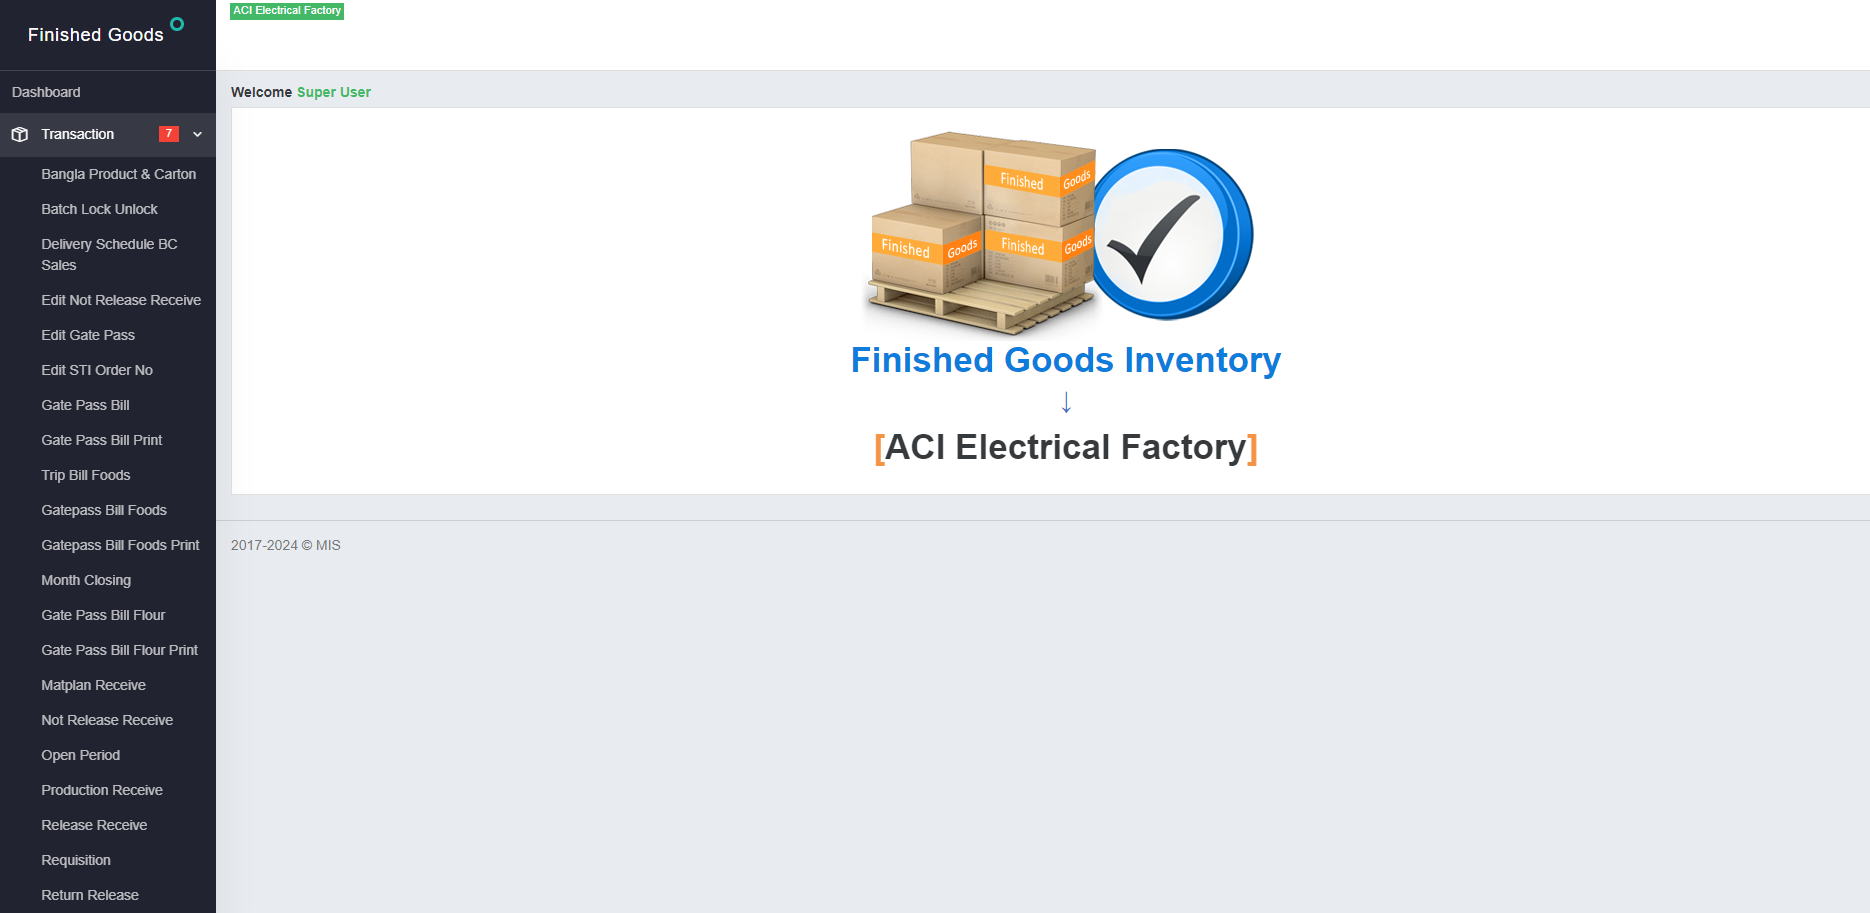 Finished Goods
ACI Electrical Factory
Dashboard
Transaction 7
Bangla Product & Carton
Batch Lock Unlock
Delivery Schedule BC
Sales
Edit Not Release Receive
Edit Gate Pass
Edit STI Order No
Gate Pass Bill
Gate Pass Bill Print
Trip Bill Foods
Gatepass Bill Foods
Gatepass Bill Foods Print
Month Closing
Gate Pass Bill Flour
Gate Pass Bill Flour Print
Matplan Receive
Not Release Receive
Open Period
Production Receive
Release Receive
Requisition
Return Release
Welcome Super User
Finished Goods
Finished Goods
Finished Goods
Finished Goods Inventory
↓
[ACI Electrical Factory]
2017-2024 © MIS